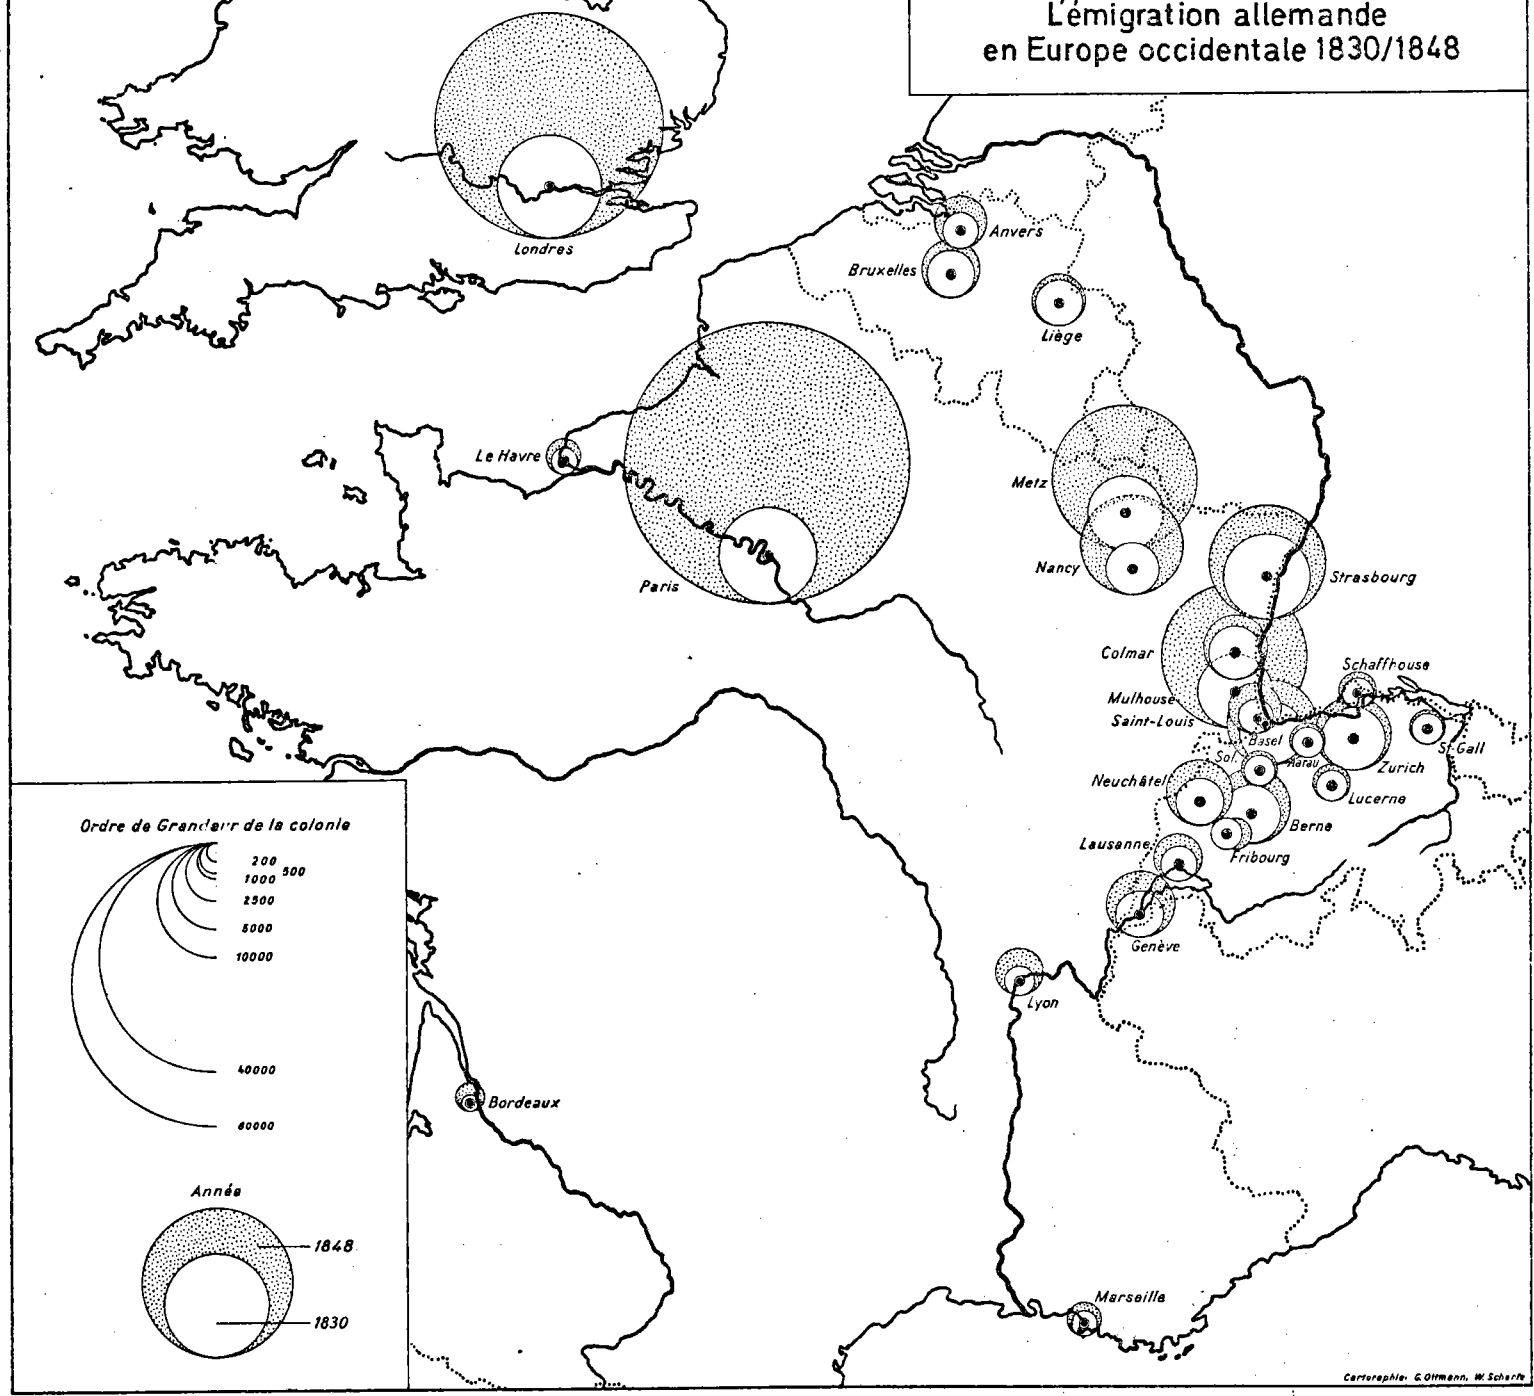 L'émigration allemande
en Europe occidentale 1830/1848
Londres
Anvers
Bruxelles
Liège
Le Havre
Metz
Paris
Nancy
Strasbourg
Colmar
Schaffhouse
Mulhouse-
Saint-Louis
Basel
St-Gall
Sol.
Aarau
Zurich
Neuchâtel
Lucerne
Berne
Lausanne
Fribourg
Genève
Lyon
Bordeaux
Marseille
Ordre de Grandeur de la colonie
200
500
1000
2500
5000
10000
40000
60000
Année
1848
1830
Cartographie: G. Ottmann, W. Scharfe